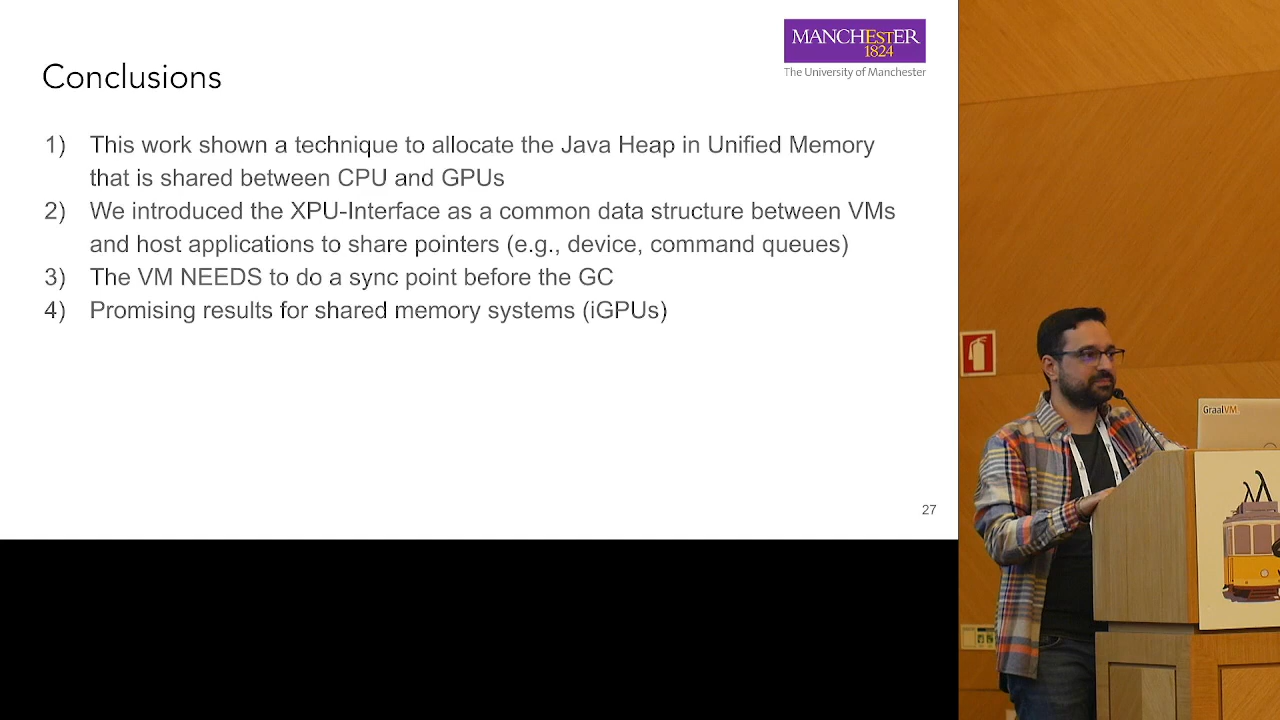 MANCHESTER
1824
The University of Manchester
Conclusions
1) This work shown a technique to allocate the Java Heap in Unified Memory
that is shared between CPU and GPUs
2) We introduced the XPU-Interface as a common data structure between VMs
and host applications to share pointers (e.g., device, command queues)
3) The VM NEEDS to do a sync point before the GC
4) Promising results for shared memory systems (iGPUs)
27
GraalVM